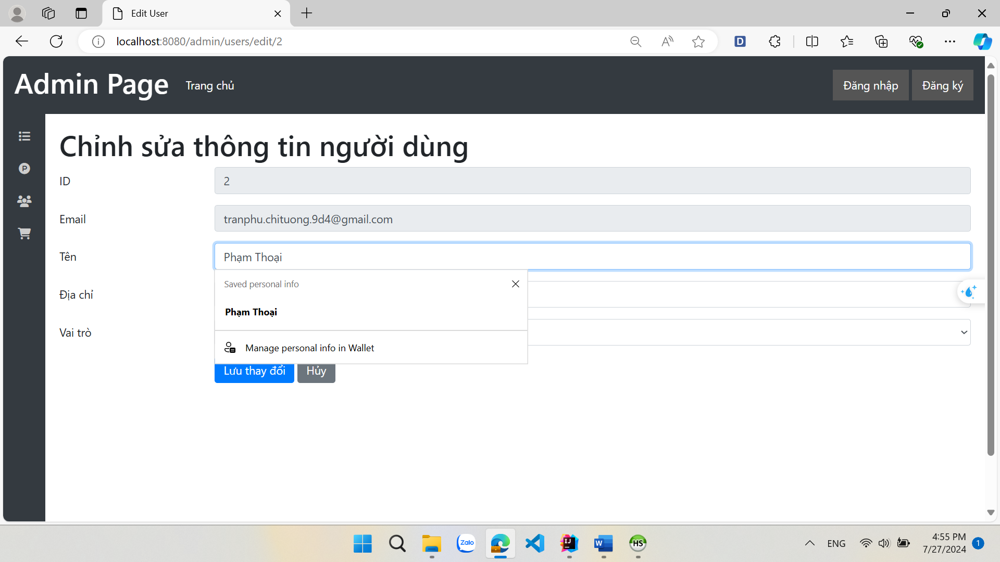 Edit User
localhost:8080/admin/users/edit/2
D
Admin Page
Trang chủ
Đăng nhập
Đăng ký
P
Chỉnh sửa thông tin người dùng
ID
2
Email
tranphu.chituong.9d4@gmail.com
Tên
Phạm Thoại
Saved personal info
Địa chỉ
Phạm Thoại
Vai trò
Manage personal info in Wallet
Lưu thay đổi
Hủy
Zalo
IJ
W
HS
ENG
4:55 PM
7/27/2024
1